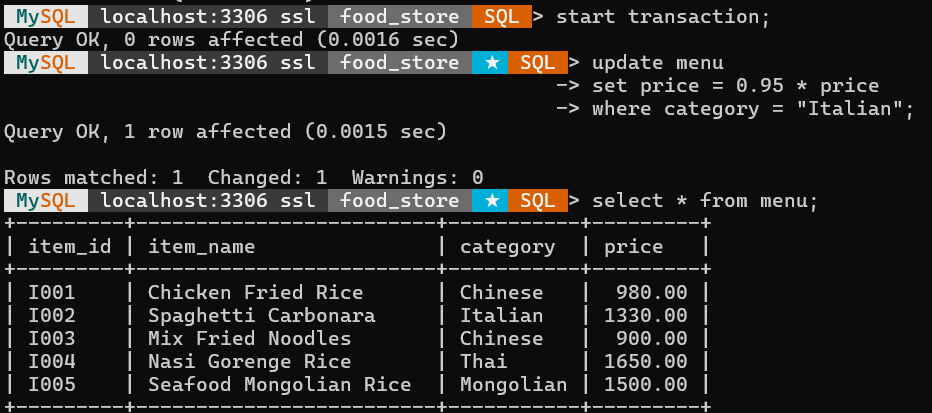 MySQL localhost:3306 ssl food_store SQL > start transaction;
Query OK, 0 rows affected (0.0016 sec)
MySQL localhost:3306 ssl food_store ★ SQL > update menu
-> set price = 0.95 * price
-> where category = "Italian";
Query OK, 1 row affected (0.0015 sec)
Rows matched: 1 Changed: 1 Warnings: 0
MySQL localhost:3306 ssl food_store ★ SQL > select * from menu;
+---------+-------------------------+-----------+---------+
| item_id | item_name | category | price |
+---------+-------------------------+-----------+---------+
| I001 | Chicken Fried Rice | Chinese | 980.00 |
| I002 | Spaghetti Carbonara | Italian | 1330.00 |
| I003 | Mix Fried Noodles | Chinese | 900.00 |
| I004 | Nasi Gorenge Rice | Thai | 1650.00 |
| I005 | Seafood Mongolian Rice | Mongolian | 1500.00 |
+---------+-------------------------+-----------+---------+